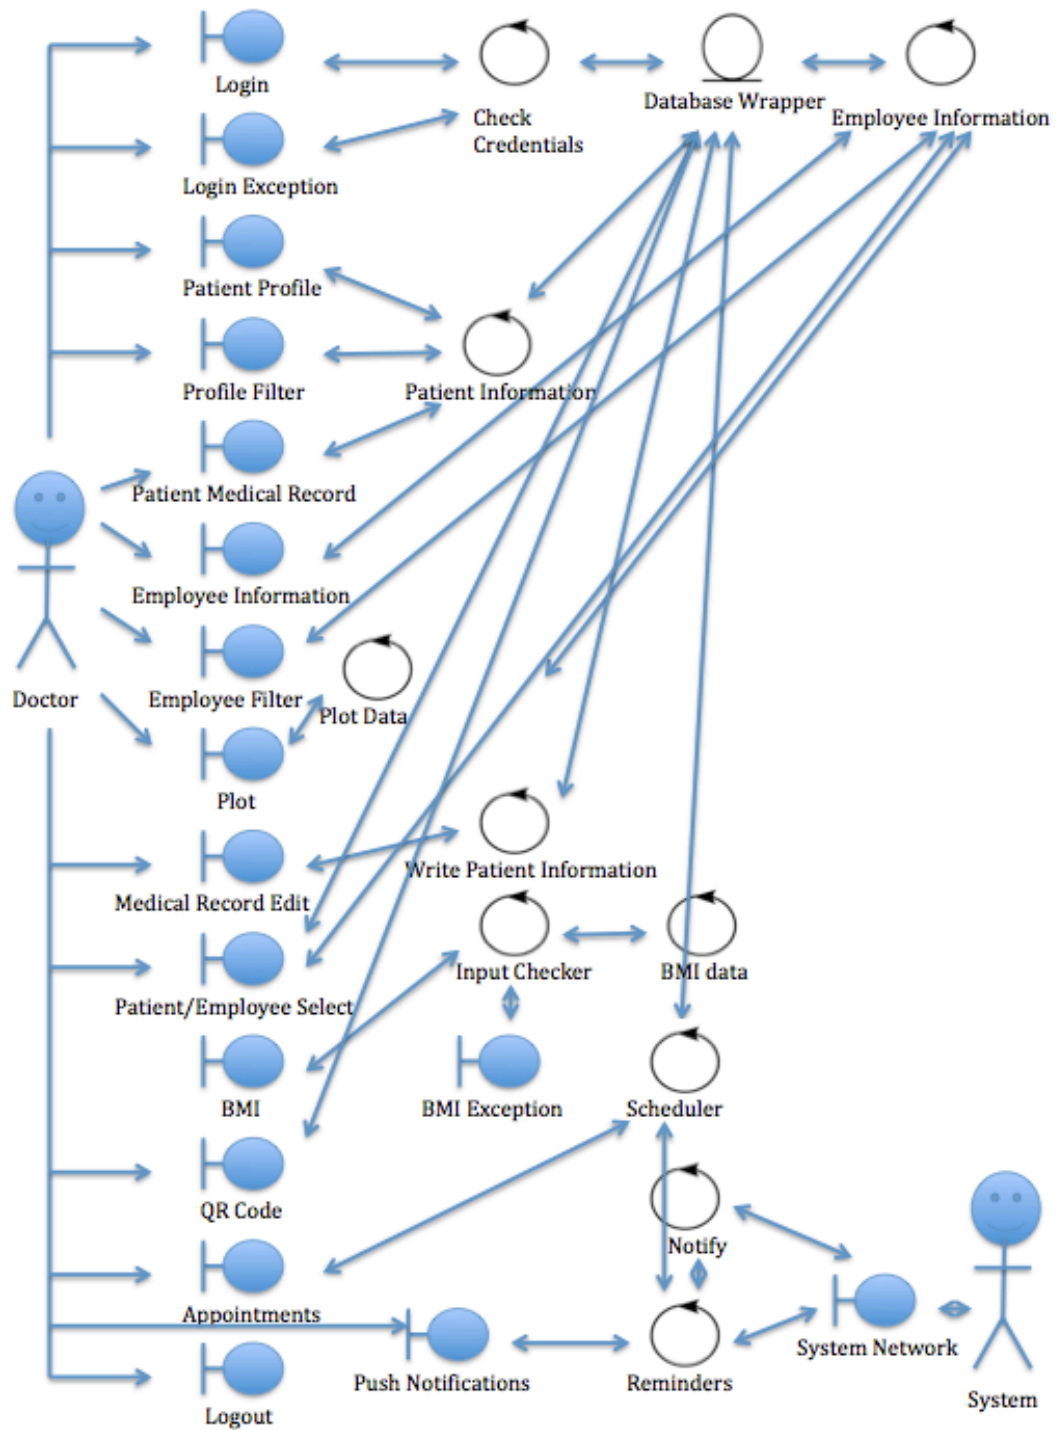 Login
Check
Credentials
Database Wrapper
Employee Information
Login Exception
Patient Profile
Profile Filter
Patient Information
Patient Medical Record
Employee Information
Doctor
Employee Filter
Plot Data
Plot
Write Patient Information
Medical Record Edit
Input Checker
BMI data
Patient/Employee Select
BMI
BMI Exception
Scheduler
QR Code
Notify
Appointments
System Network
Push Notifications
Reminders
System
Logout